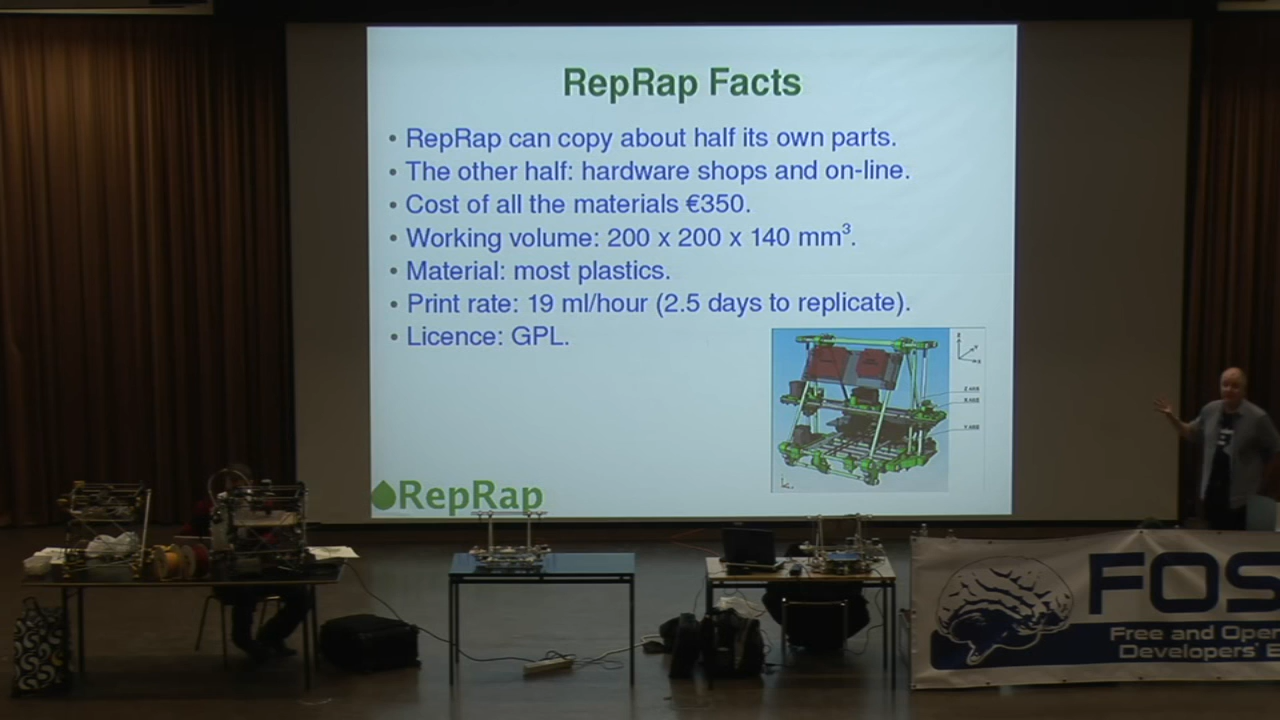 RepRap Facts
• RepRap can copy about half its own parts.
• The other half: hardware shops and on-line.
• Cost of all the materials €350.
• Working volume: 200 x 200 x 140 mm³.
• Material: most plastics.
• Print rate: 19 ml/hour (2.5 days to replicate).
• Licence: GPL.
RepRap
FOS
Free and Oper
Developers' E